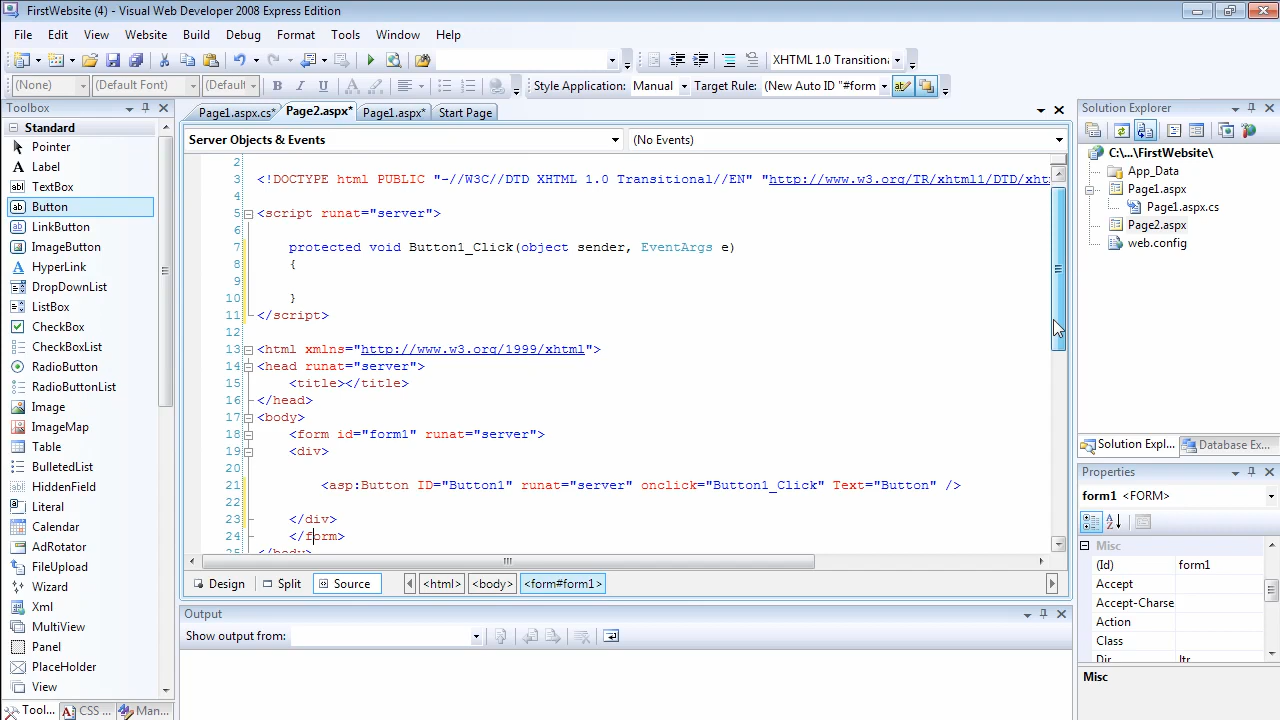 FirstWebsite (4) - Visual Web Developer 2008 Express Edition
File Edit View Website Build Debug Format Tools Window Help
XHTML 1.0 Transition
(None) (Default Font) (Default B I U A Style Application: Manual Target Rule: (New Auto ID "#form
Toolbox
Standard
Pointer
Label
TextBox
Button
LinkButton
ImageButton
HyperLink
DropDownList
ListBox
CheckBox
CheckBoxList
RadioButton
RadioButtonList
Image
ImageMap
Table
BulletedList
HiddenField
Literal
Calendar
AdRotator
FileUpload
Wizard
Xml
MultiView
Panel
PlaceHolder
View
Tool... CSS ... Man...
Page1.aspx.cs* Page2.aspx* Page1.aspx* Start Page
Server Objects & Events (No Events)
2
3 <!DOCTYPE html PUBLIC "-//W3C//DTD XHTML 1.0 Transitional//EN" "http://www.w3.org/TR/xhtml1/DTD/xht
4
5 <script runat="server">
6
7 protected void Button1_Click(object sender, EventArgs e)
8 {
9
10 }
11 </script>
12
13 <html xmlns="http://www.w3.org/1999/xhtml">
14 <head runat="server">
15 <title></title>
16 </head>
17 <body>
18 <form id="form1" runat="server">
19 <div>
20
21 <asp:Button ID="Button1" runat="server" onclick="Button1_Click" Text="Button" />
22
23 </div>
24 </form>
25 </body>
Design Split Source <html> <body> <form#form1>
Output
Show output from:
Solution Explorer
C:\...\FirstWebsite\
App_Data
Page1.aspx
Page1.aspx.cs
Page2.aspx
web.config
Solution Expl... Database Ex...
Properties
form1 <FORM>
Misc
(Id) form1
Accept
Accept-Charse
Action
Class
Dir ltr
Misc